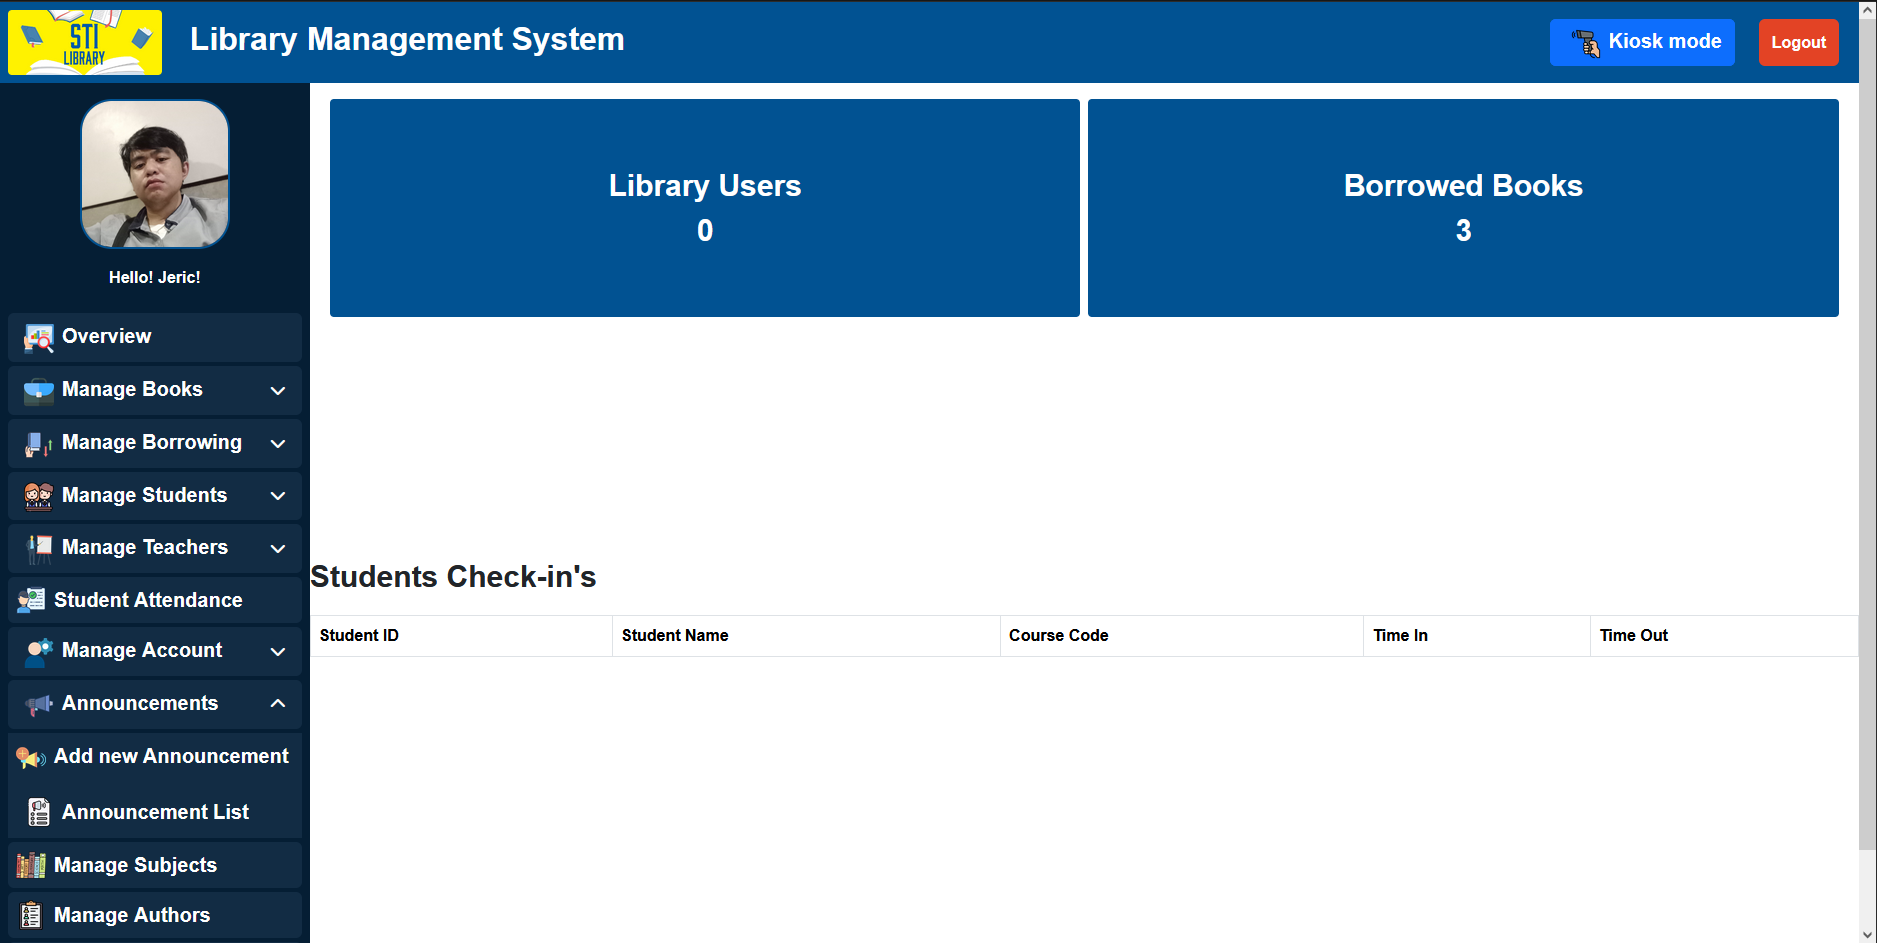 STI
LIBRARY
Library Management System
Kiosk mode
Logout
Hello! Jeric!
Overview
Manage Books
Manage Borrowing
Manage Students
Manage Teachers
Student Attendance
Manage Account
Announcements
Add new Announcement
Announcement List
Manage Subjects
Manage Authors
Library Users
0
Borrowed Books
3
Students Check-in's
Student ID
Student Name
Course Code
Time In
Time Out